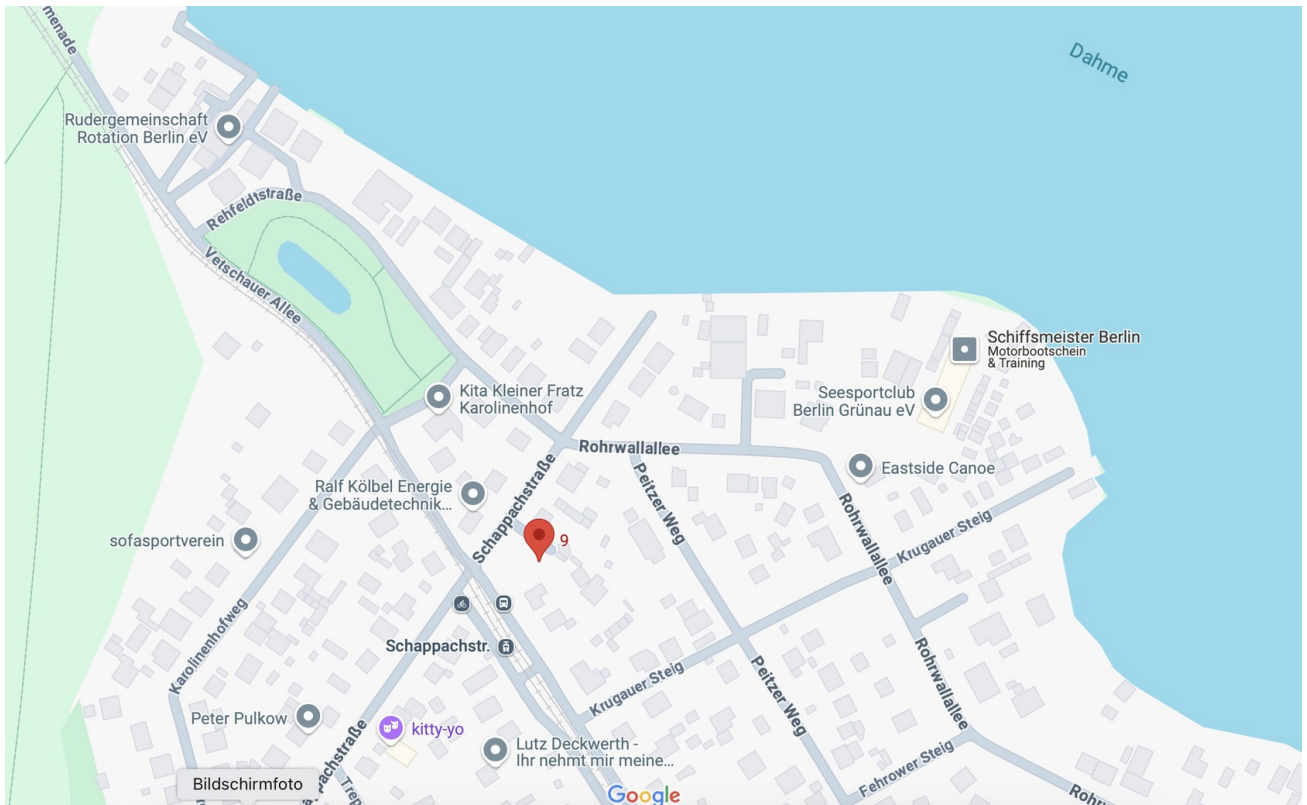 menade
Dahme
Rudergemeinschaft
Rotation Berlin eV
Rehfeldtstraße
Vetschauer Allee
Schiffsmeister Berlin
Motorbootschein
& Training
Kita Kleiner Fratz
Karolinenhof
Seesportclub
Berlin Grünau eV
Rohrwallallee
Eastside Canoe
Schappachstraße
Peitzer Weg
Ralf Kölbel Energie
& Gebäudetechnik...
Rohrwallallee
Krugauer Steig
sofasportverein
9
Karolinenhofweg
Schappachstr.
Krugauer Steig
Rohrwallallee
Peitzer Weg
Peter Pulkow
kitty-yo
Lutz Deckwerth -
Ihr nehmt mir meine...
Fehrower Steig
Bildschirmfoto
pachstraße
Trep
Google
Rohrw